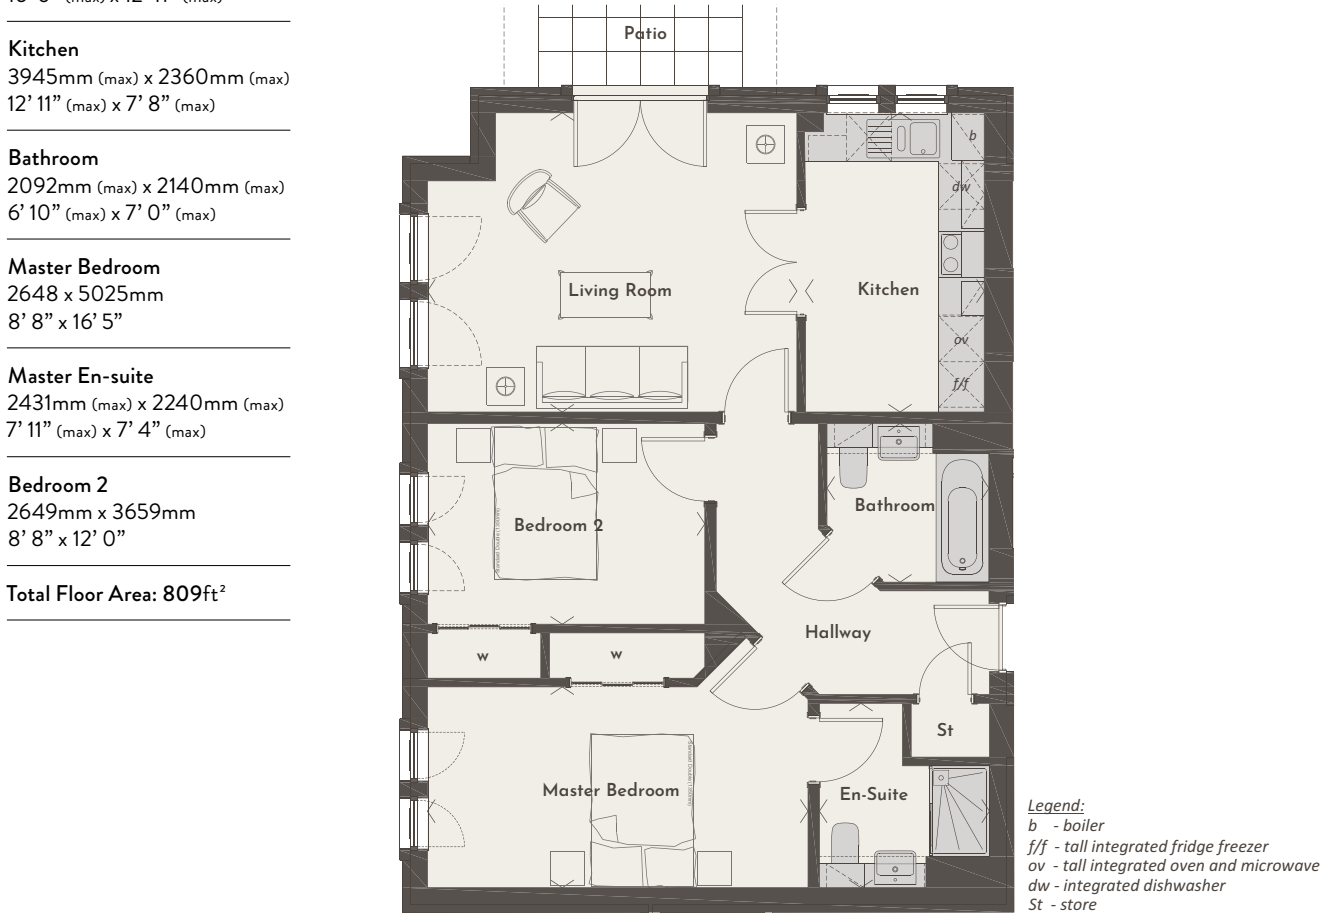 Kitchen
3945mm (max) x 2360mm (max)
12’ 11” (max) x 7’ 8” (max)
Bathroom
2092mm (max) x 2140mm (max)
6’ 10” (max) x 7’ 0” (max)
Master Bedroom
2648 x 5025mm
8’ 8” x 16’ 5”
Master En-suite
2431mm (max) x 2240mm (max)
7’ 11” (max) x 7’ 4” (max)
Bedroom 2
2649mm x 3659mm
8’ 8” x 12’ 0”
Total Floor Area: 809ft²
Patio
b
dw
Living Room
Kitchen
ov
f/f
Bedroom 2
Bathroom
Hallway
w
w
St
Master Bedroom
En-Suite
Legend:
b - boiler
f/f - tall integrated fridge freezer
ov - tall integrated oven and microwave
dw - integrated dishwasher
St - store